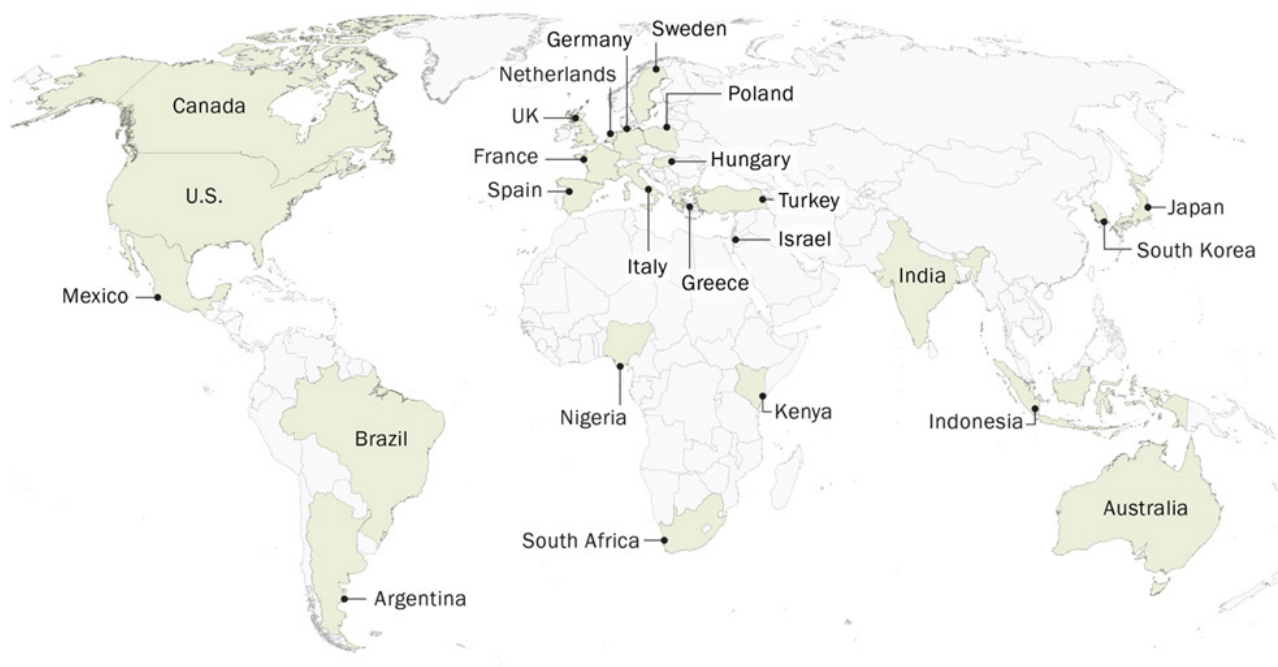 Sweden
Germany
Netherlands
Poland
Canada
UK
France
Hungary
U.S.
Spain
Turkey
Japan
Israel
South Korea
Italy
India
Greece
Mexico
Nigeria
Kenya
Indonesia
Brazil
Australia
South Africa
Argentina